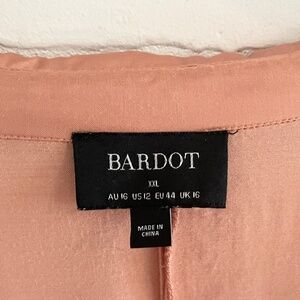 BARDOT
XXL
AU 16 US 12 EU 44 UK 16
MADE IN
CHINA